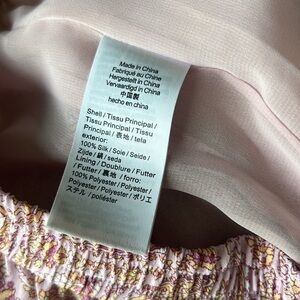 Made in China
Fabriqué au Chine
Hergestellt in China
Vervaardigd in China
中国製
hecho en china
Shell / Tissu Principal /
Tissu Principal / Tissu
Principal / 表地 / tela
exterior:
100% Silk / Soie / Seide /
Zijde / 絹 / seda
Lining / Doublure / Futter
/ Futter / 裏地 / forro:
100% Polyester / Polyester /
Polyester / Polyester / ポリエ
ステル / poliéster